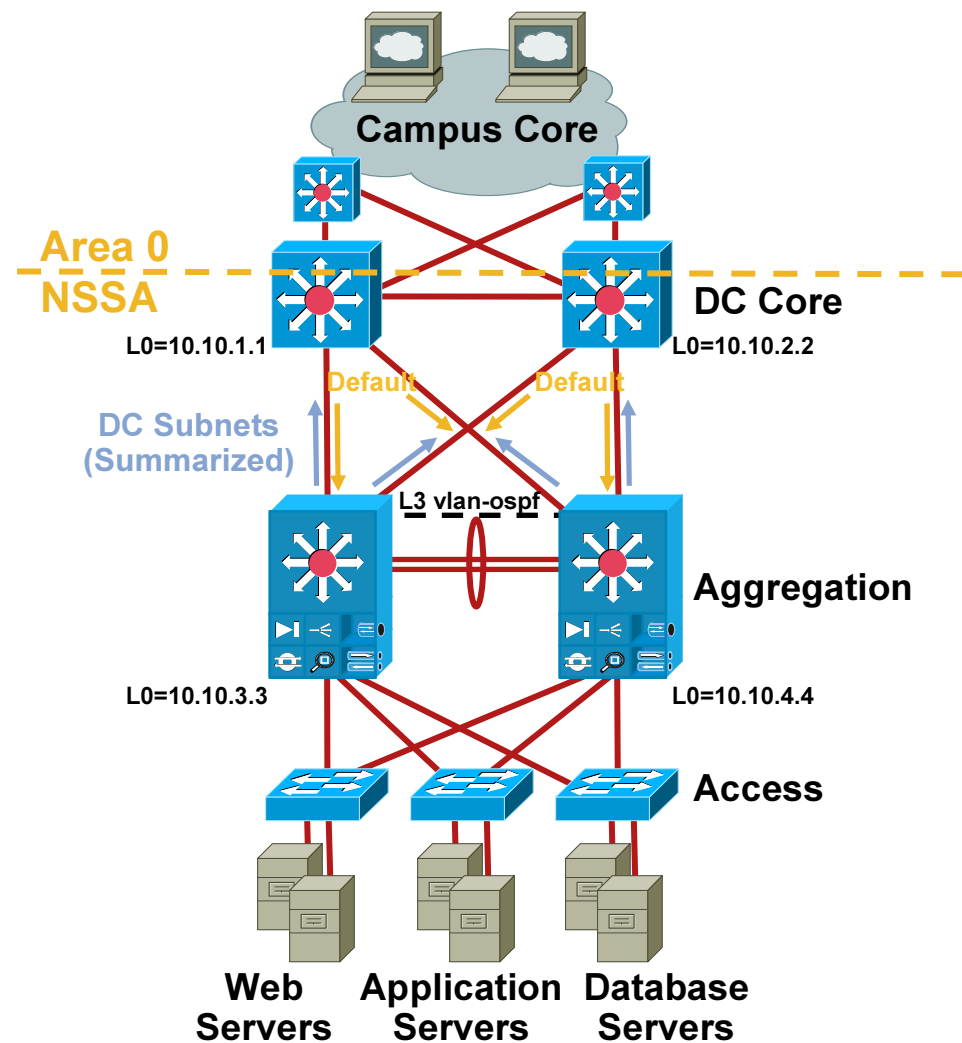 Campus Core
Area 0
NSSA
DC Core
L0=10.10.1.1
L0=10.10.2.2
Default
Default
DC Subnets
(Summarized)
L3 vlan-ospf
Aggregation
L0=10.10.3.3
L0=10.10.4.4
Access
Web
Servers
Application
Servers
Database
Servers